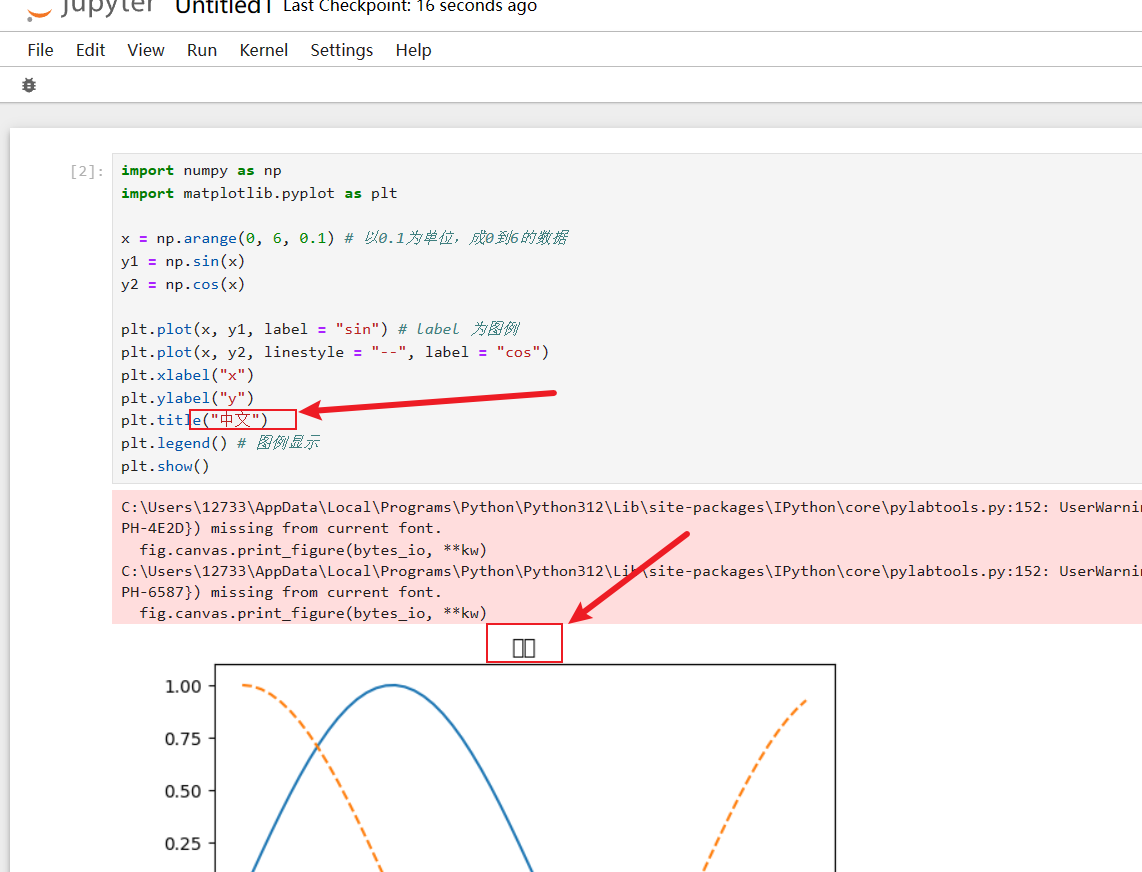 jupyter Untitled1 Last Checkpoint: 16 seconds ago
File Edit View Run Kernel Settings Help
[2]: import numpy as np
import matplotlib.pyplot as plt
x = np.arange(0, 6, 0.1) # 以0.1为单位，成0到6的数据
y1 = np.sin(x)
y2 = np.cos(x)
plt.plot(x, y1, label = "sin") # label 为图例
plt.plot(x, y2, linestyle = "--", label = "cos")
plt.xlabel("x")
plt.ylabel("y")
plt.title("中文")
plt.legend() # 图例显示
plt.show()
C:\Users\12733\AppData\Local\Programs\Python\Python312\Lib\site-packages\IPython\core\pylabtools.py:152: UserWarnin
PH-4E2D}) missing from current font.
fig.canvas.print_figure(bytes_io, **kw)
C:\Users\12733\AppData\Local\Programs\Python\Python312\Lib\site-packages\IPython\core\pylabtools.py:152: UserWarnin
PH-6587}) missing from current font.
fig.canvas.print_figure(bytes_io, **kw)
1.00
0.75
0.50
0.25